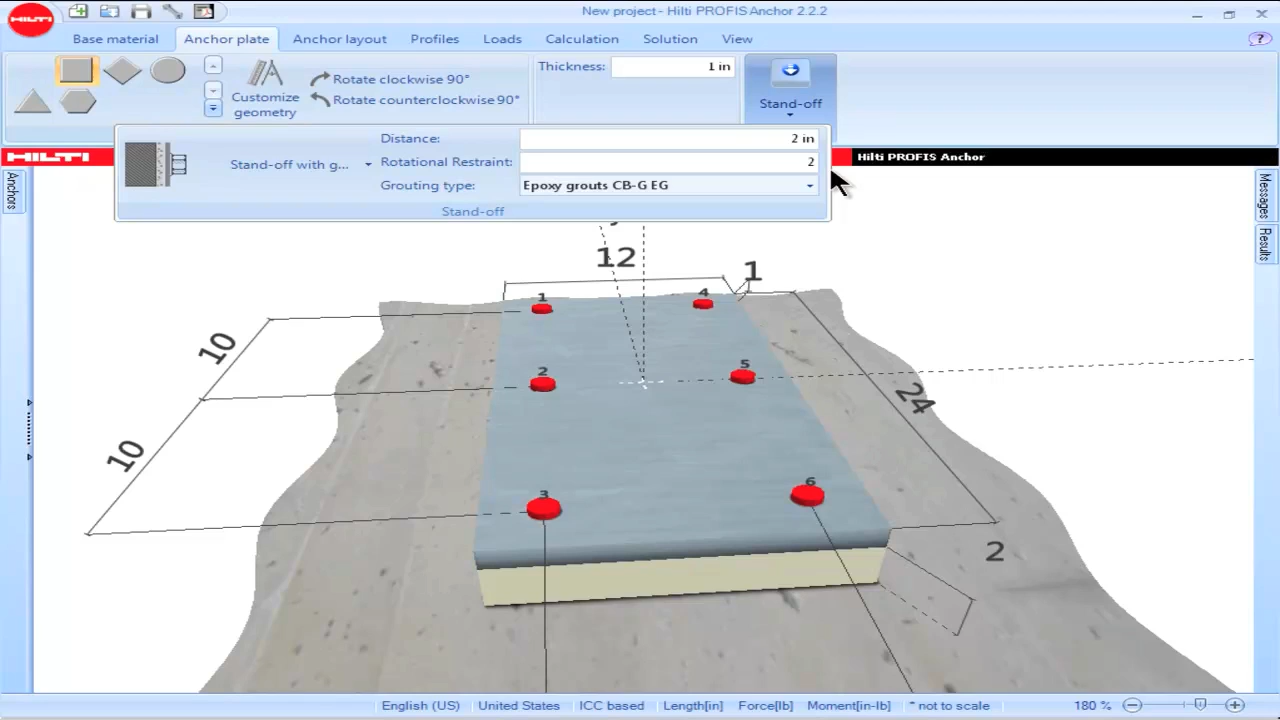 HILTI
New project - Hilti PROFIS Anchor 2.2.2
Base material
Anchor plate
Anchor layout
Profiles
Loads
Calculation
Solution
View
?
Customize geometry
Rotate clockwise 90°
Rotate counterclockwise 90°
Thickness: 1 in
Stand-off
Stand-off with g...
Distance: 2 in
Rotational Restraint: 2
Grouting type: Epoxy grouts CB-G EG
Stand-off
HILTI
Hilti PROFIS Anchor
Anchors
Messages
Results
12
1
1
4
10
2
5
24
10
3
6
2
English (US)
United States
ICC based
Length[in]
Force[lb]
Moment[in-lb]
* not to scale
180 %